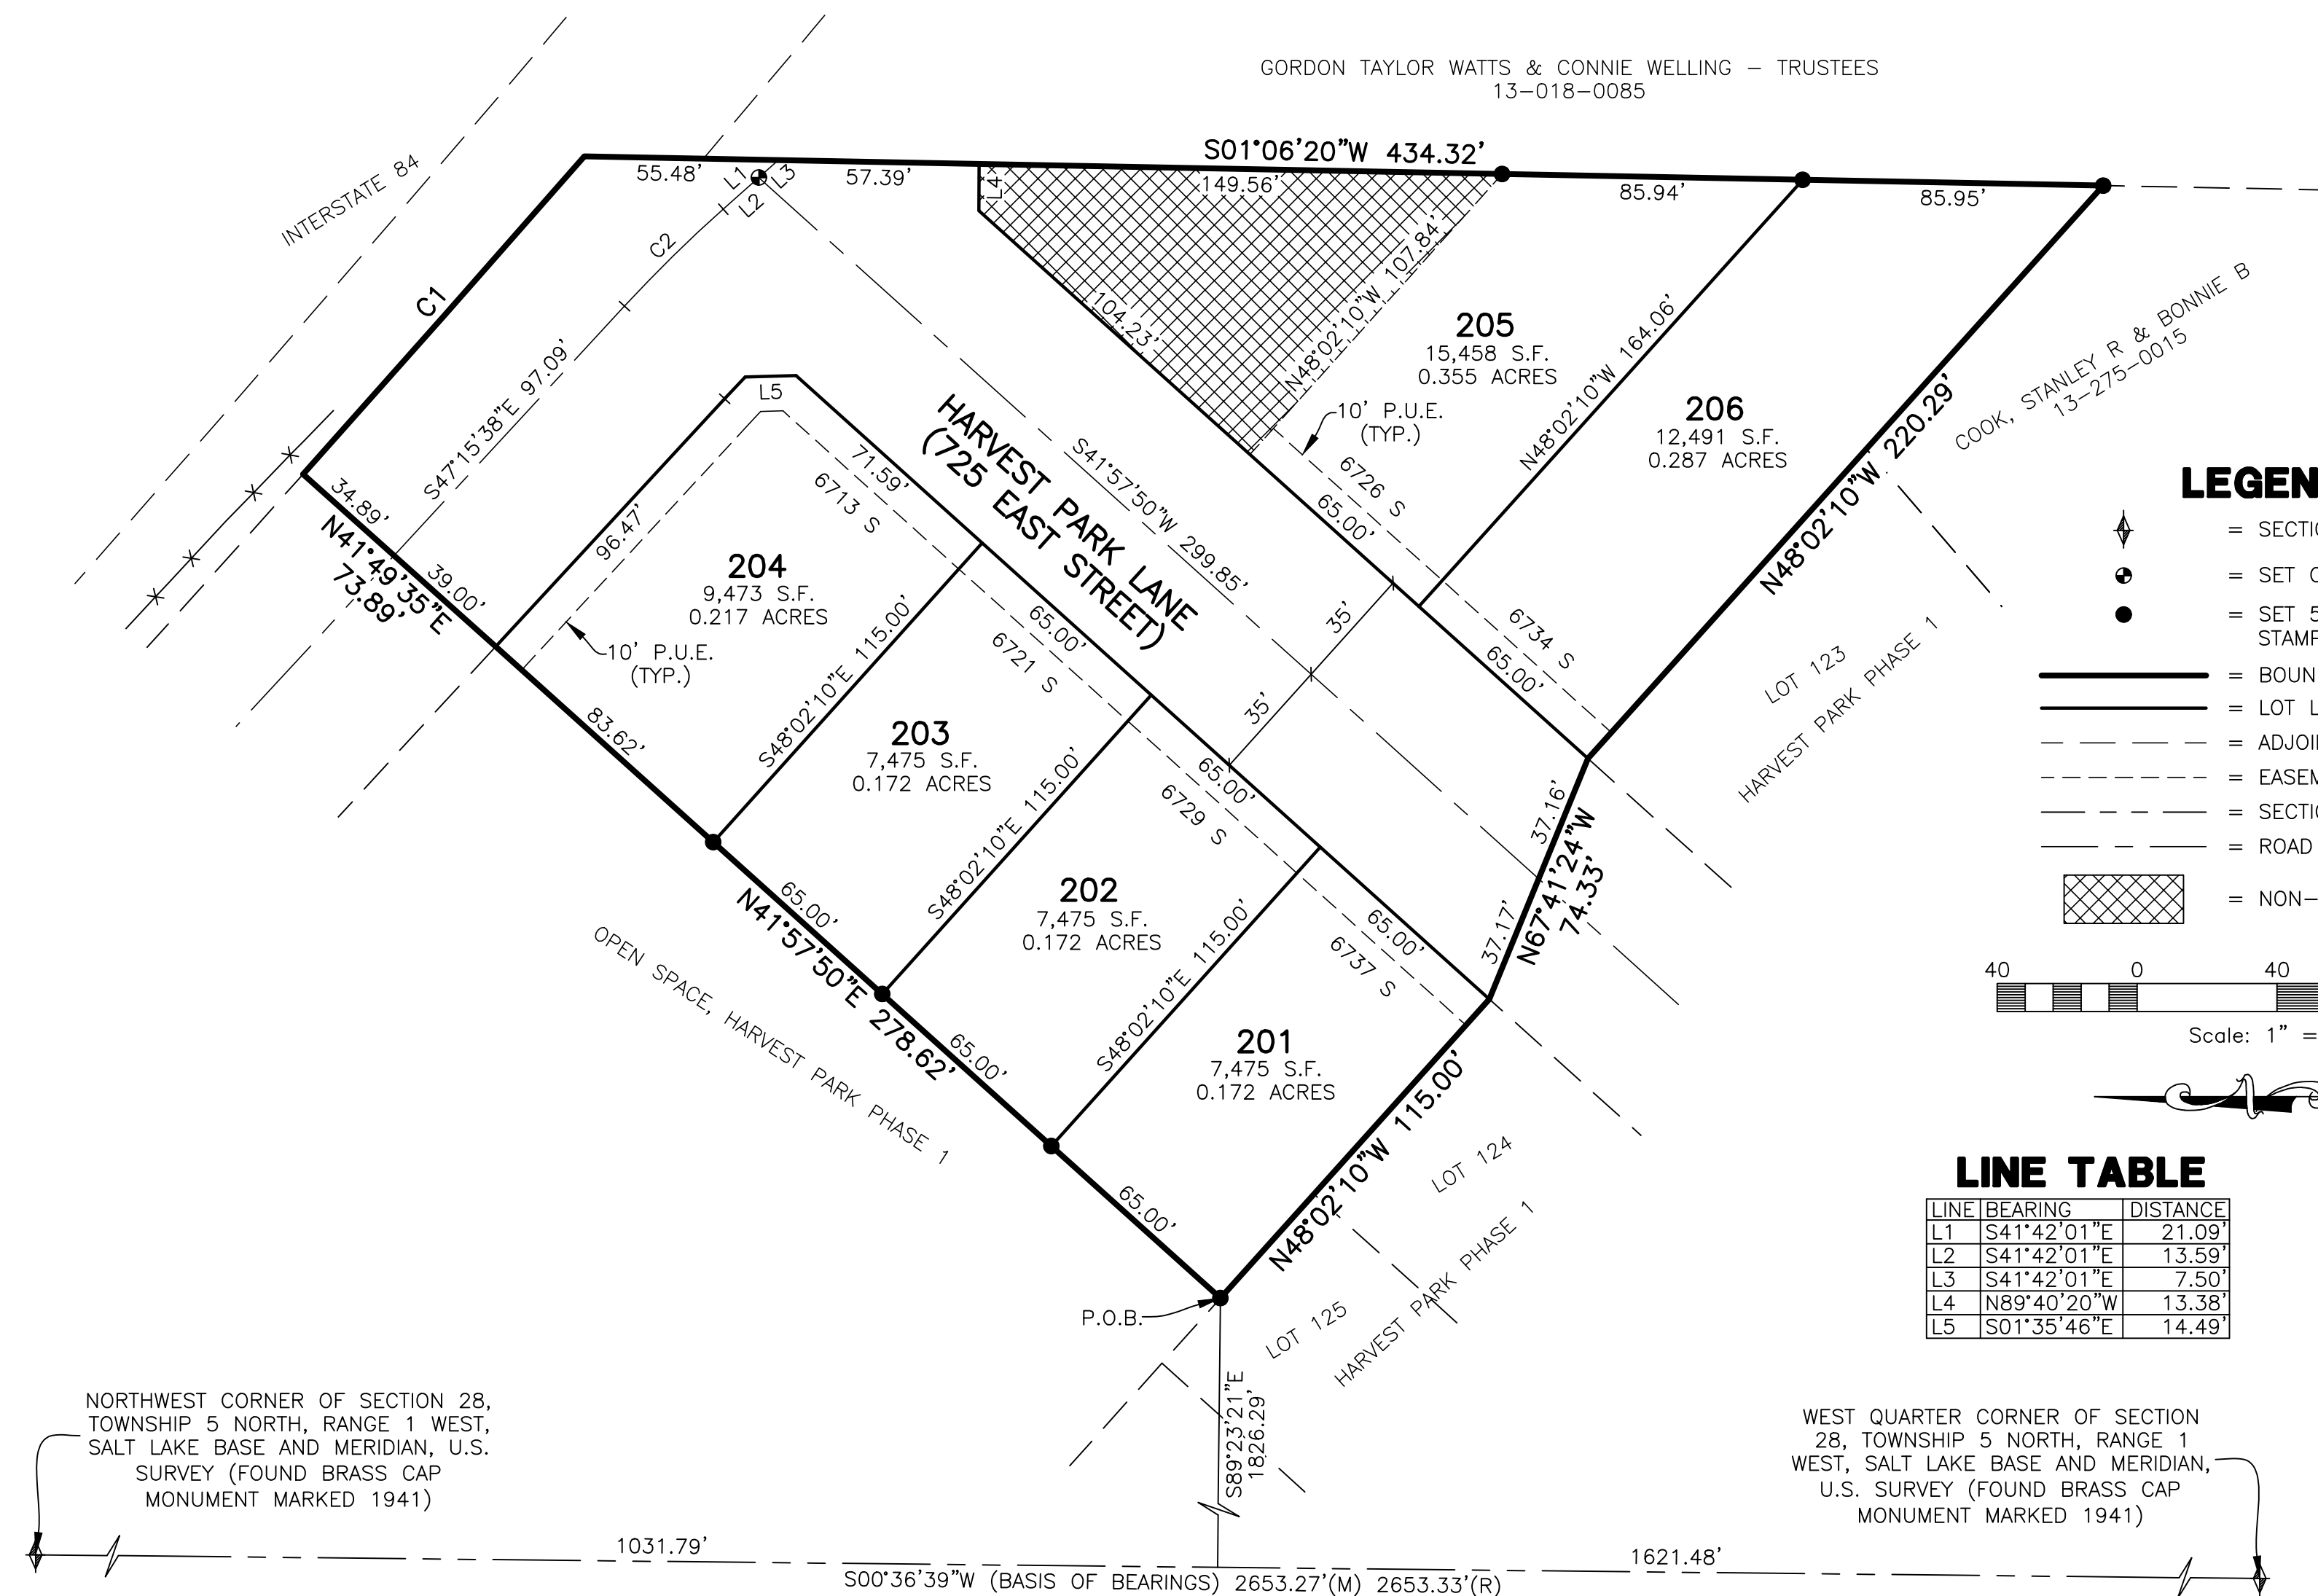 GORDON TAYLOR WATTS & CONNIE WELLING – TRUSTEES
13–018–0085
S01°06'20"W 434.32'
55.48'
L1
L3
L2
57.39'
L4
149.56'
85.94'
85.95'
INTERSTATE 84
C1
C2
S47°15'38"E 97.09'
34.89'
N41°49'35"E
73.89'
39.00'
104.23'
N48°02'10"W 107.84'
205
15,458 S.F.
0.355 ACRES
N48°02'10"W 164.06'
206
12,491 S.F.
0.287 ACRES
N48°02'10"W 220.29'
COOK, STANLEY R & BONNIE B
13–275–0015
10' P.U.E.
(TYP.)
6726 S
65.00'
6734 S
65.00'
L5
71.59'
6713 S
96.47'
HARVEST PARK LANE
(725 EAST STREET)
S41°57'50"W 299.85'
35'
35'
204
9,473 S.F.
0.217 ACRES
10' P.U.E.
(TYP.)
83.62'
S48°02'10"E 115.00'
65.00'
6721 S
203
7,475 S.F.
0.172 ACRES
S48°02'10"E 115.00'
65.00'
6729 S
65.00'
202
7,475 S.F.
0.172 ACRES
S48°02'10"E 115.00'
65.00'
6737 S
37.16'
37.17'
N67°41'24"W
74.33'
N41°57'50"E 278.62'
65.00'
201
7,475 S.F.
0.172 ACRES
65.00'
N48°02'10"W 115.00'
LOT 123
HARVEST PARK PHASE 1
LOT 124
HARVEST PARK PHASE 1
LOT 125
OPEN SPACE, HARVEST PARK PHASE 1
P.O.B.
S89°23'21"E
1826.29'
LEGEN
= SECTI
= SET
= SET 5
STAMP
= BOUN
= LOT L
= ADJOI
= EASEM
= SECTI
= ROAD
= NON–
40 0 40
Scale: 1" =
N
LINE TABLE
LINE BEARING DISTANCE
L1 S41°42'01"E 21.09'
L2 S41°42'01"E 13.59'
L3 S41°42'01"E 7.50'
L4 N89°40'20"W 13.38'
L5 S01°35'46"E 14.49'
NORTHWEST CORNER OF SECTION 28,
TOWNSHIP 5 NORTH, RANGE 1 WEST,
SALT LAKE BASE AND MERIDIAN, U.S.
SURVEY (FOUND BRASS CAP
MONUMENT MARKED 1941)
WEST QUARTER CORNER OF SECTION
28, TOWNSHIP 5 NORTH, RANGE 1
WEST, SALT LAKE BASE AND MERIDIAN,
U.S. SURVEY (FOUND BRASS CAP
MONUMENT MARKED 1941)
1031.79'
1621.48'
S00°36'39"W (BASIS OF BEARINGS) 2653.27'(M) 2653.33'(R)